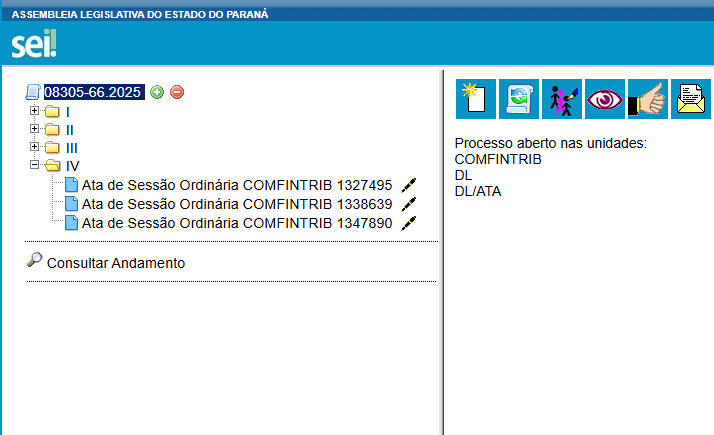 ASSEMBLEIA LEGISLATIVA DO ESTADO DO PARANÁ
sei!
08305-66.2025
I
II
III
IV
Ata de Sessão Ordinária COMFINTRIB 1327495
Ata de Sessão Ordinária COMFINTRIB 1338639
Ata de Sessão Ordinária COMFINTRIB 1347890
Consultar Andamento
Processo aberto nas unidades:
COMFINTRIB
DL
DL/ATA